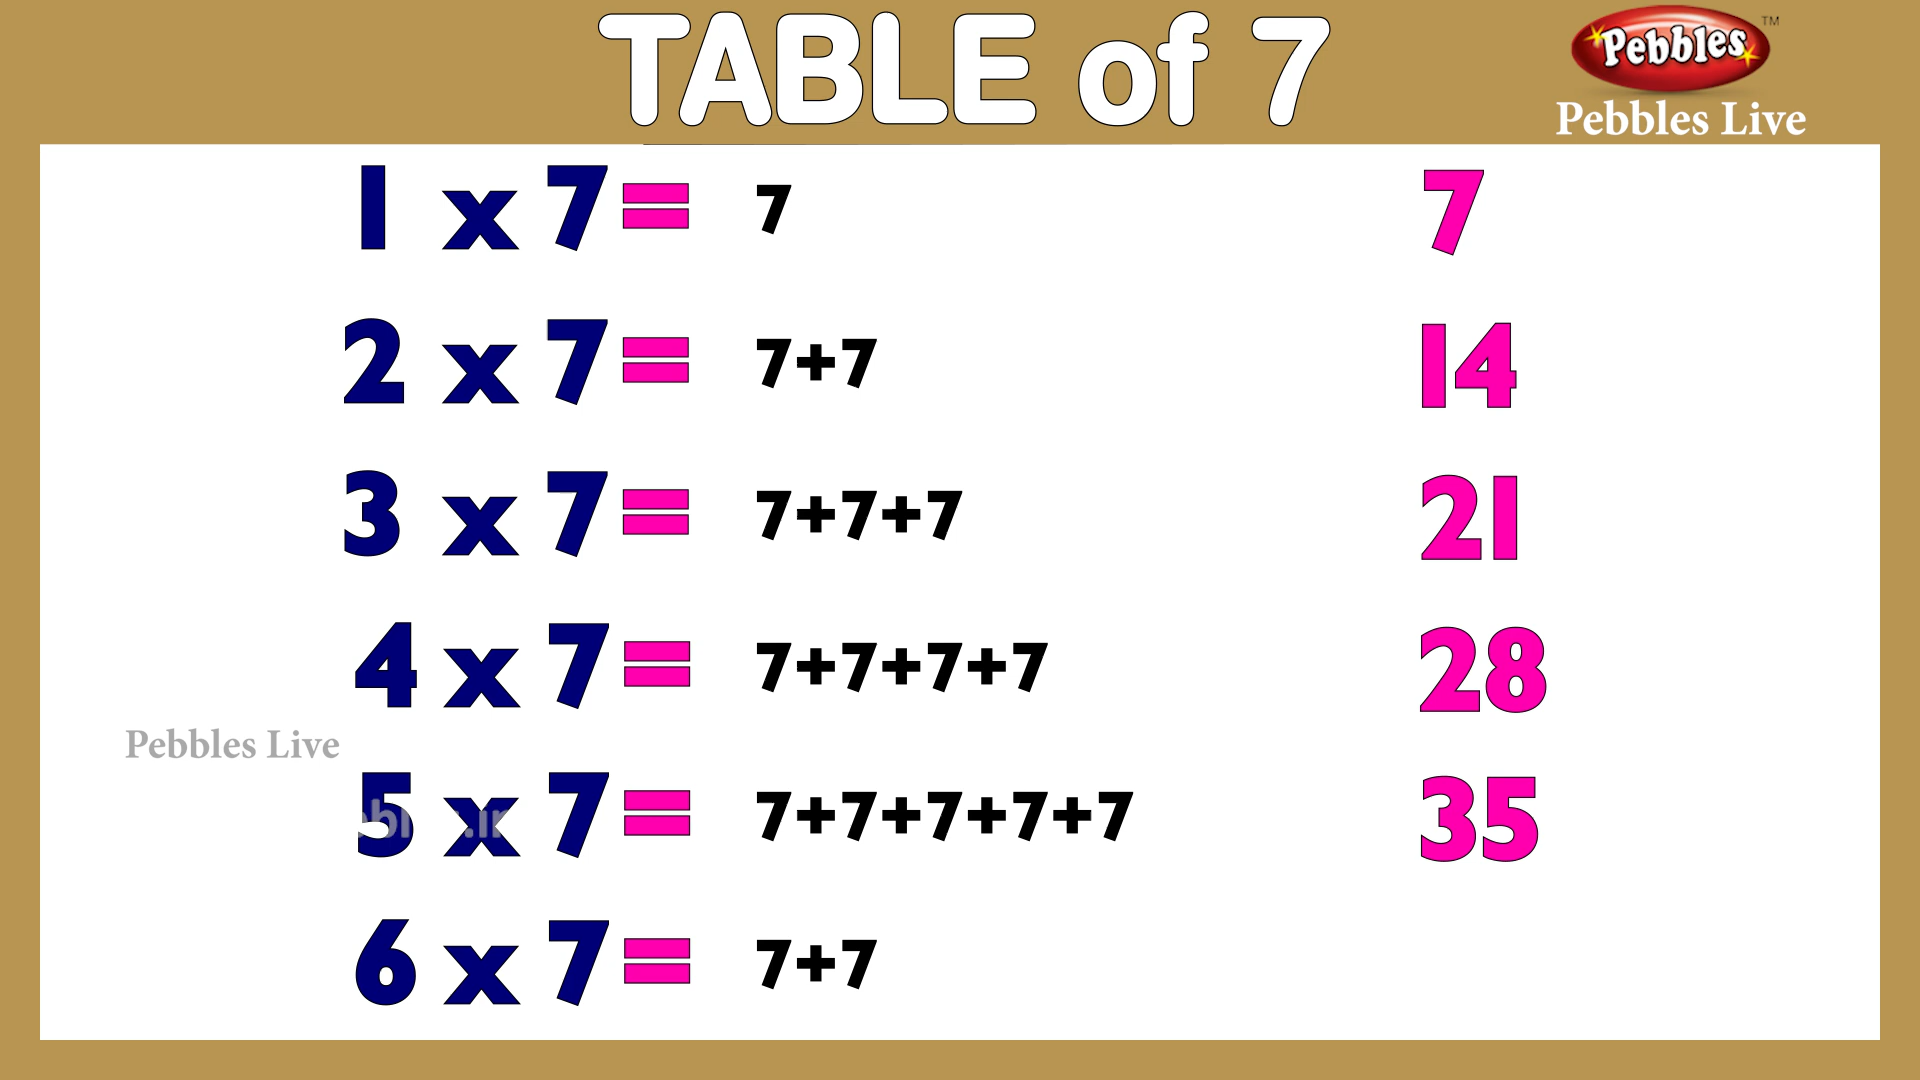 TABLE of 7
Pebbles TM
Pebbles Live
1 x 7 = 7 7
2 x 7 = 7+7 14
3 x 7 = 7+7+7 21
4 x 7 = 7+7+7+7 28
Pebbles Live
5 x 7 = 7+7+7+7+7 35
6 x 7 = 7+7